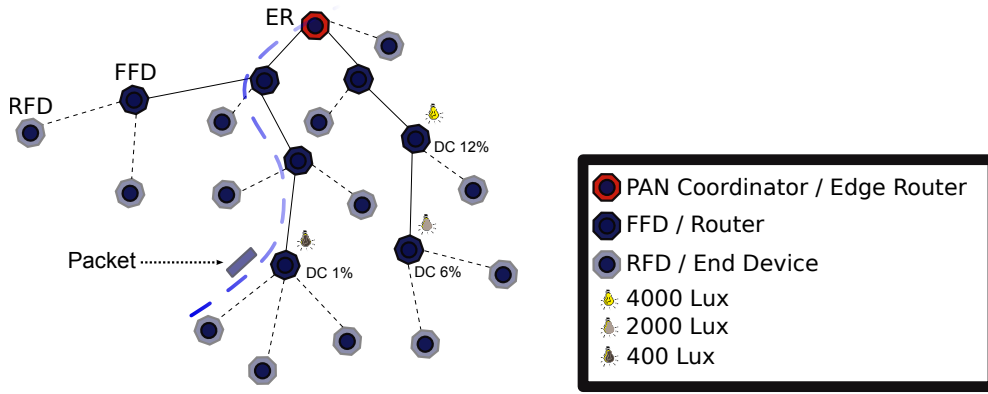 ER
FFD
RFD
DC 12%
Packet
DC 1%
DC 6%
PAN Coordinator / Edge Router
FFD / Router
RFD / End Device
4000 Lux
2000 Lux
400 Lux